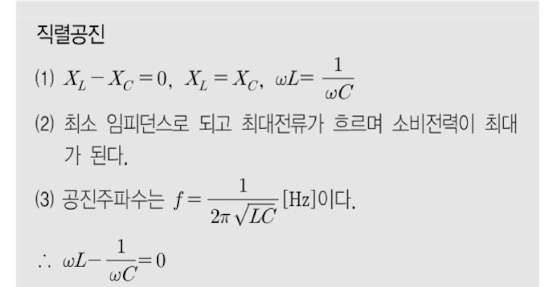 직렬공진
(1) X_L − X_C = 0, X_L = X_C, ωL = 1/ωC
(2) 최소 임피던스로 되고 최대전류가 흐르며 소비전력이 최대
가 된다.
(3) 공진주파수는 f = 1/2π√LC [Hz]이다.
∴ ωL − 1/ωC = 0